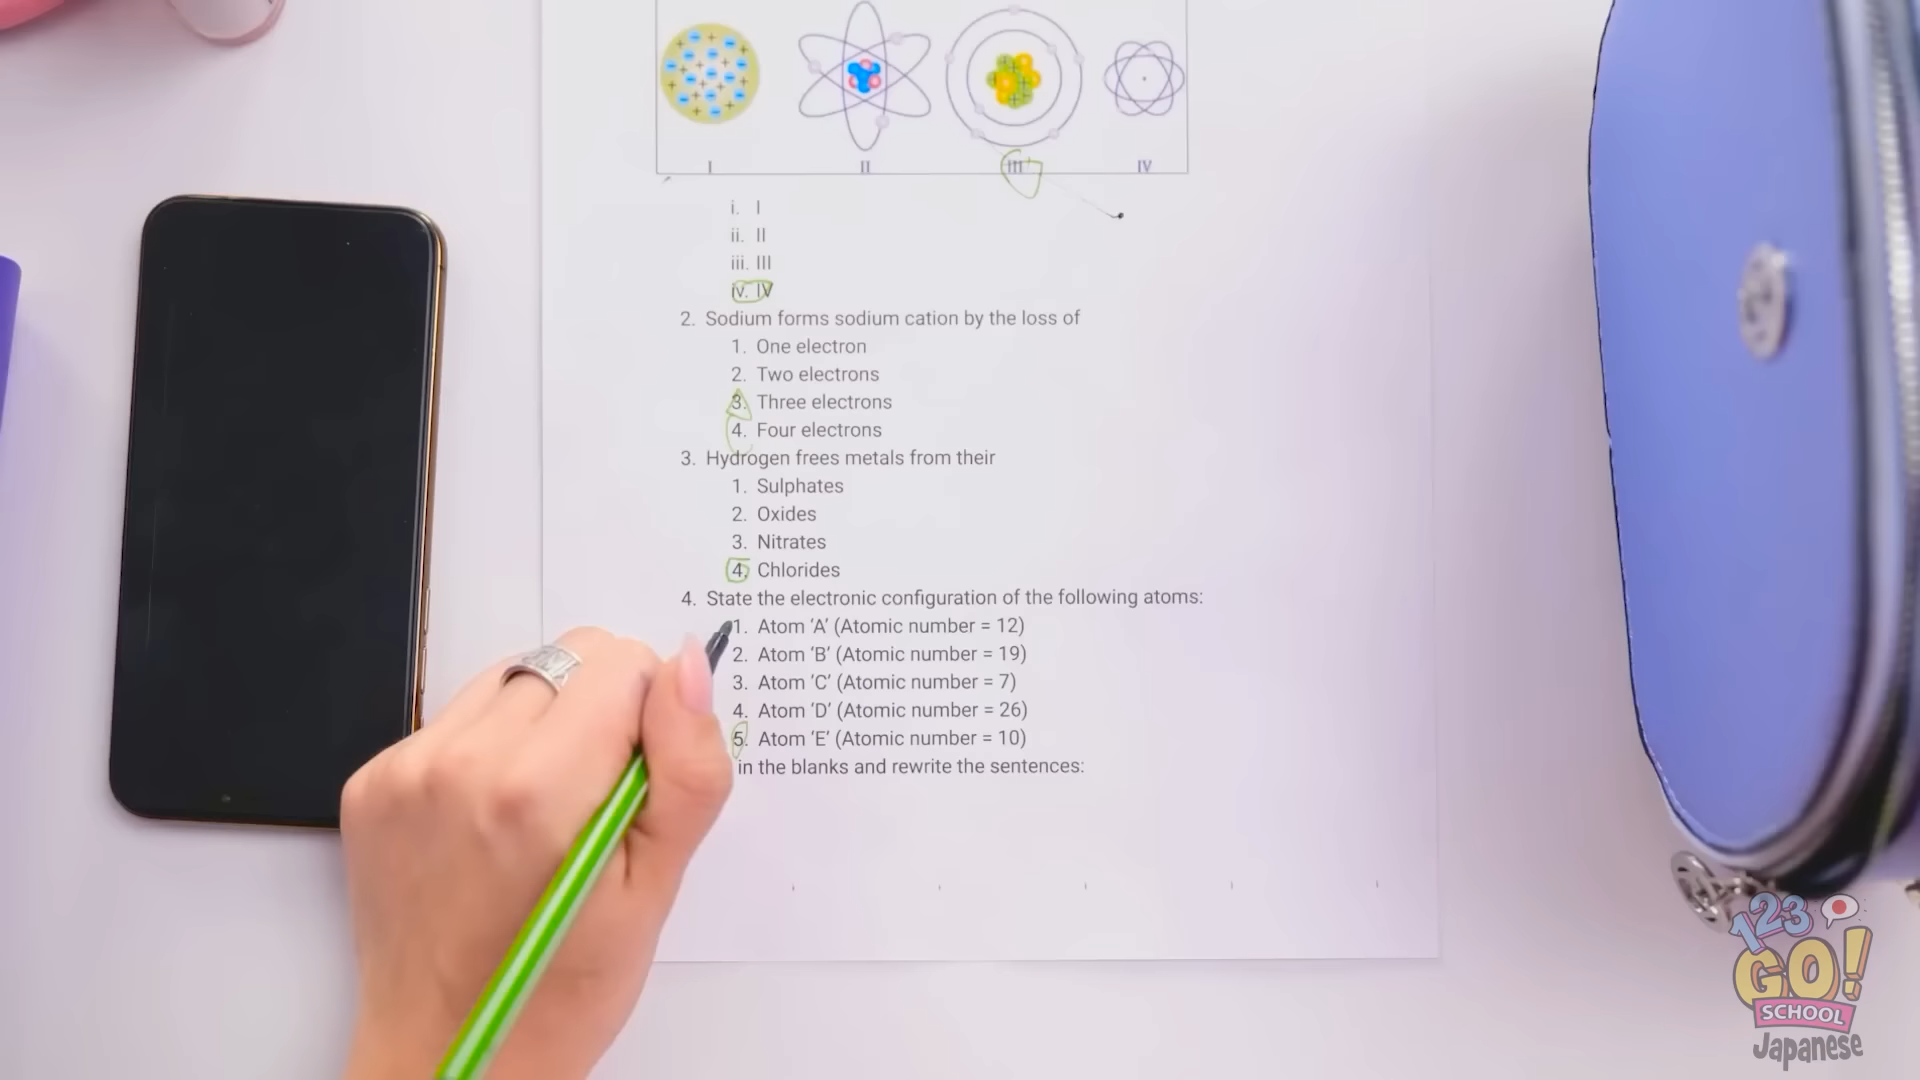 I II III IV
i. I
ii. II
iii. III
iv. IV
2. Sodium forms sodium cation by the loss of
1. One electron
2. Two electrons
3. Three electrons
4. Four electrons
3. Hydrogen frees metals from their
1. Sulphates
2. Oxides
3. Nitrates
4. Chlorides
4. State the electronic configuration of the following atoms:
1. Atom ‘A’ (Atomic number = 12)
2. Atom ‘B’ (Atomic number = 19)
3. Atom ‘C’ (Atomic number = 7)
4. Atom ‘D’ (Atomic number = 26)
5. Atom ‘E’ (Atomic number = 10)
in the blanks and rewrite the sentences:
123
GO!
SCHOOL
Japanese